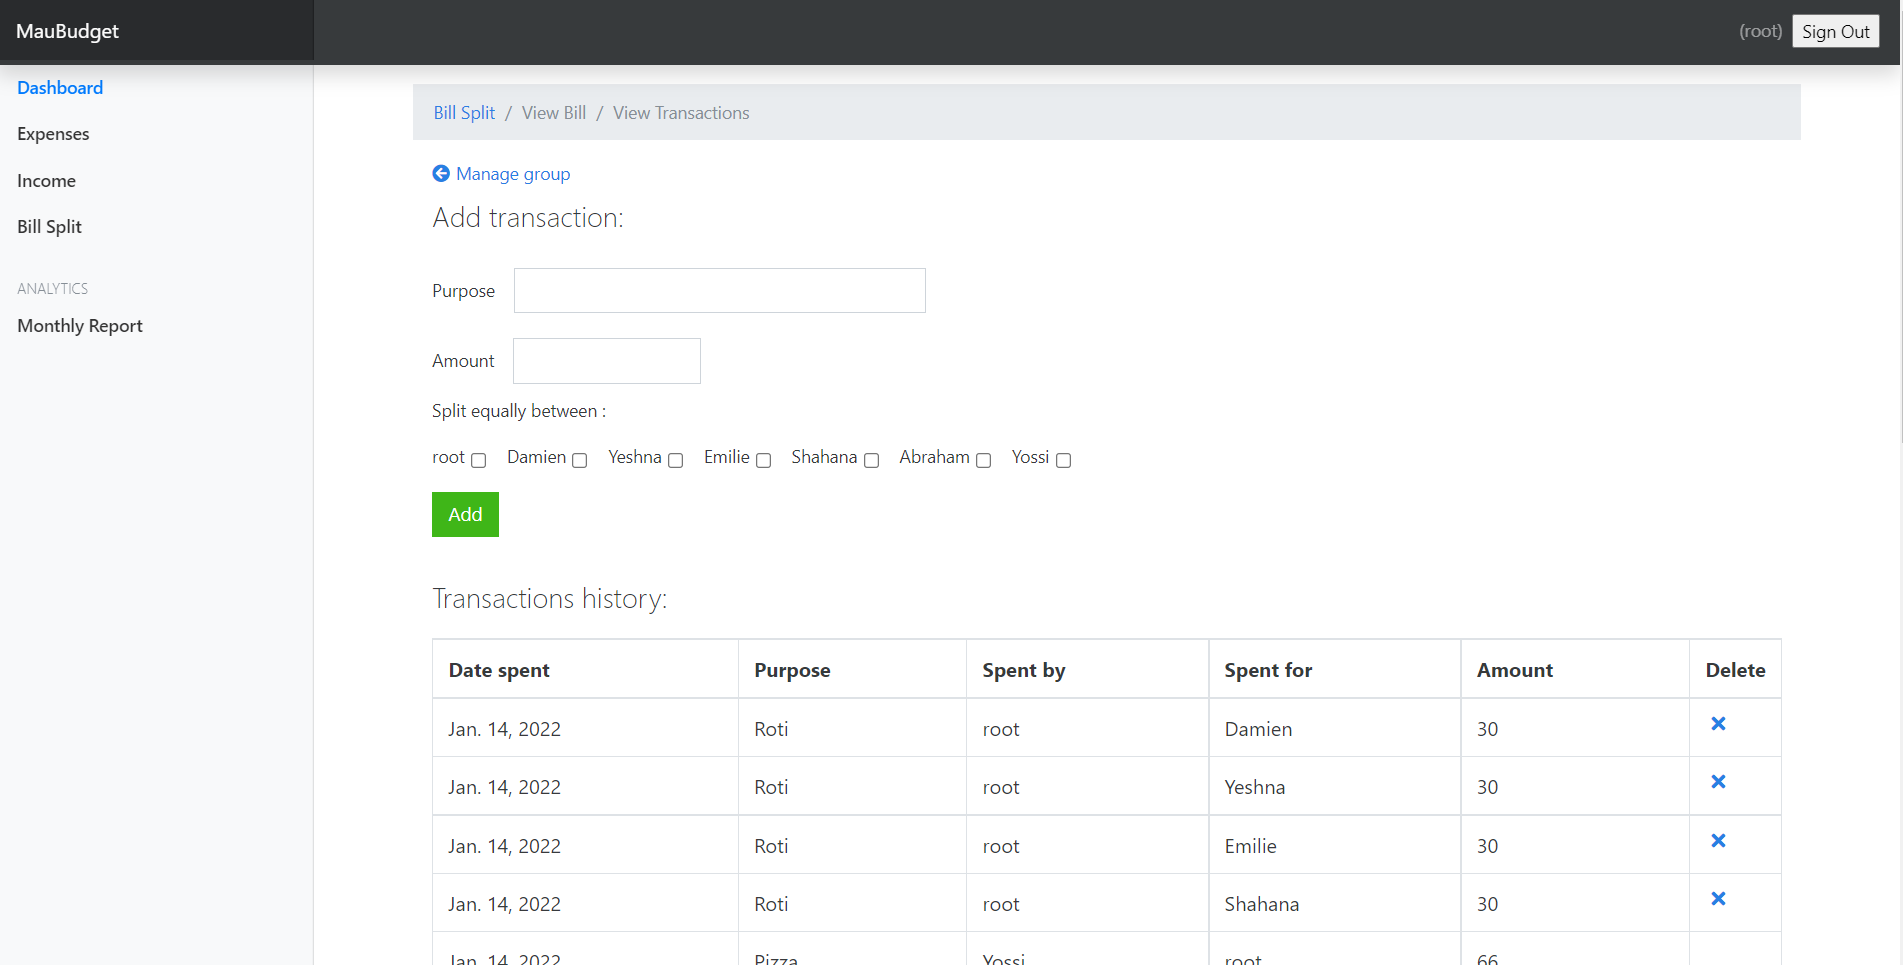 MauBudget
(root) Sign Out
Dashboard
Expenses
Income
Bill Split
ANALYTICS
Monthly Report
Bill Split / View Bill / View Transactions
Manage group
Add transaction:
Purpose
Amount
Split equally between :
root Damien Yeshna Emilie Shahana Abraham Yossi
Add
Transactions history:
Date spent Purpose Spent by Spent for Amount Delete
Jan. 14, 2022 Roti root Damien 30
Jan. 14, 2022 Roti root Yeshna 30
Jan. 14, 2022 Roti root Emilie 30
Jan. 14, 2022 Roti root Shahana 30
Jan. 14, 2022 Pizza Yossi root 66